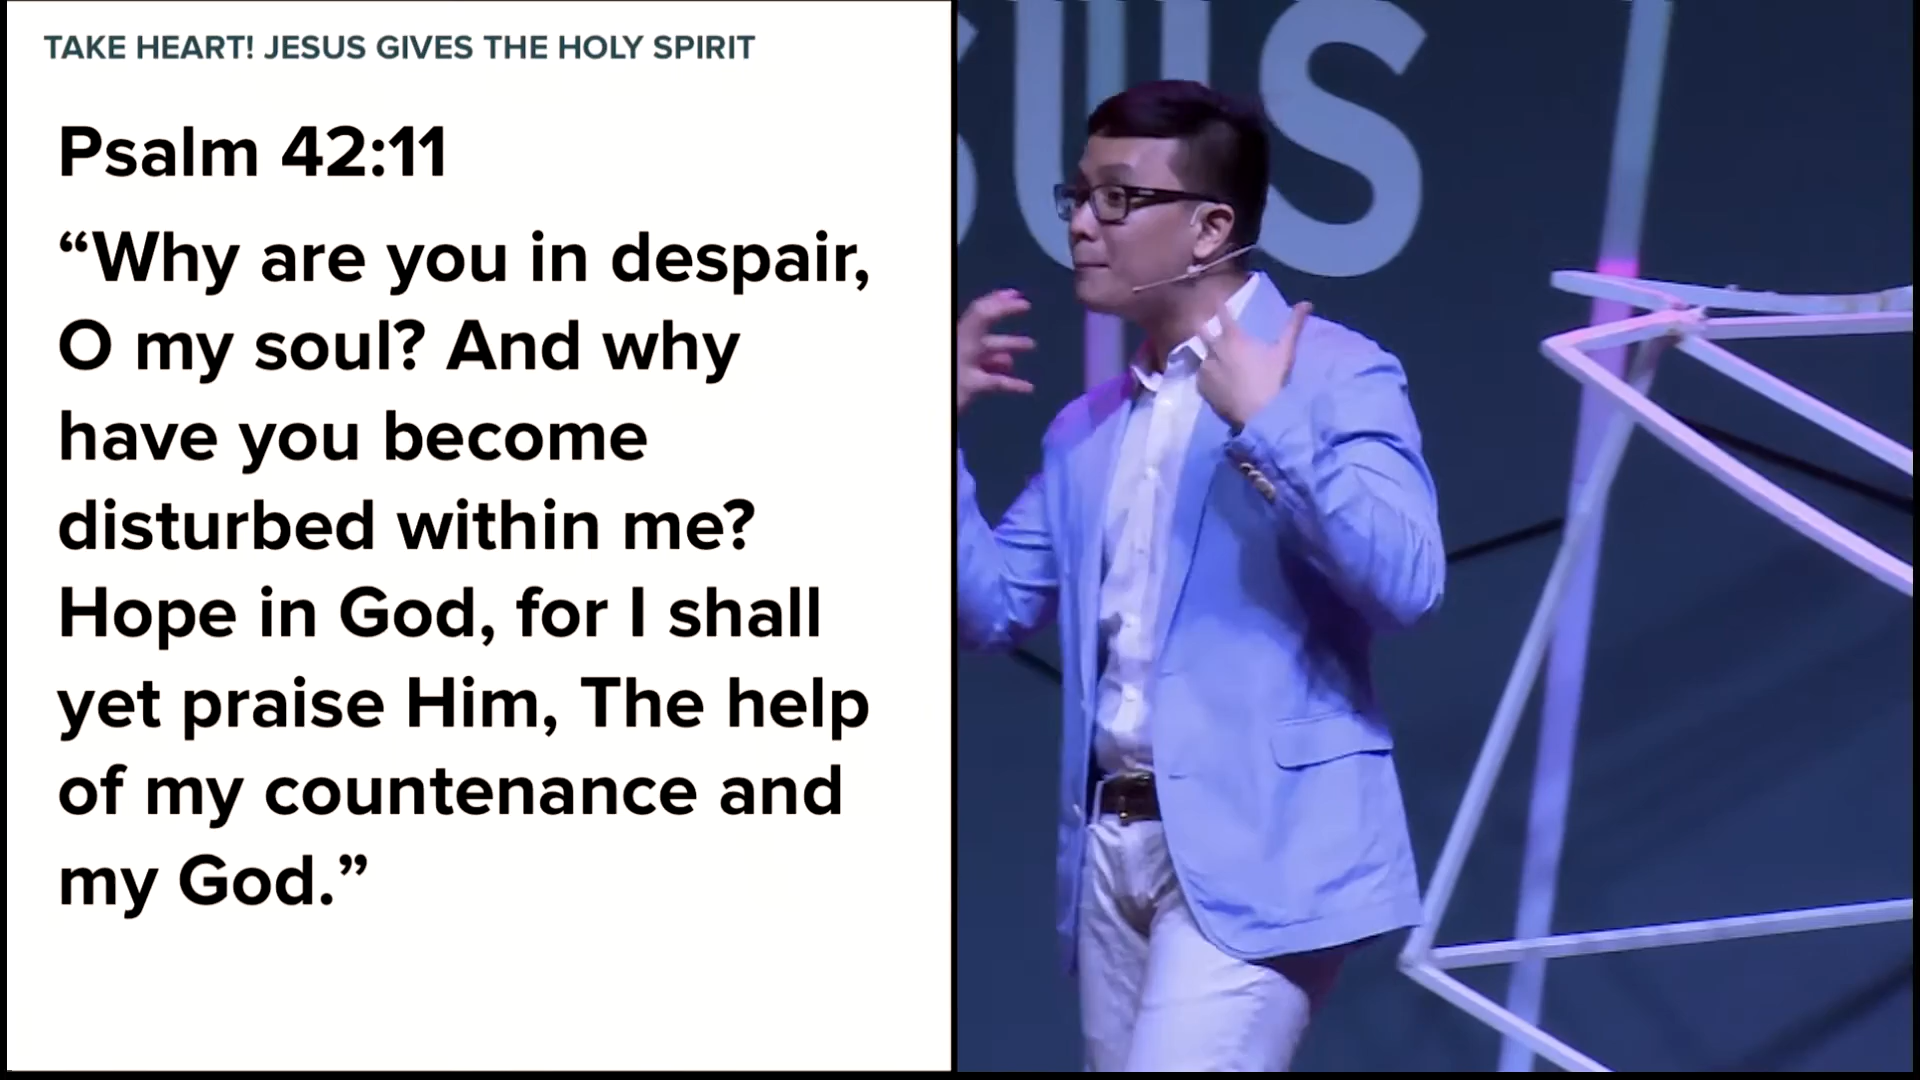 TAKE HEART! JESUS GIVES THE HOLY SPIRIT
Psalm 42:11
“Why are you in despair,
O my soul? And why
have you become
disturbed within me?
Hope in God, for I shall
yet praise Him, The help
of my countenance and
my God.”
SUS